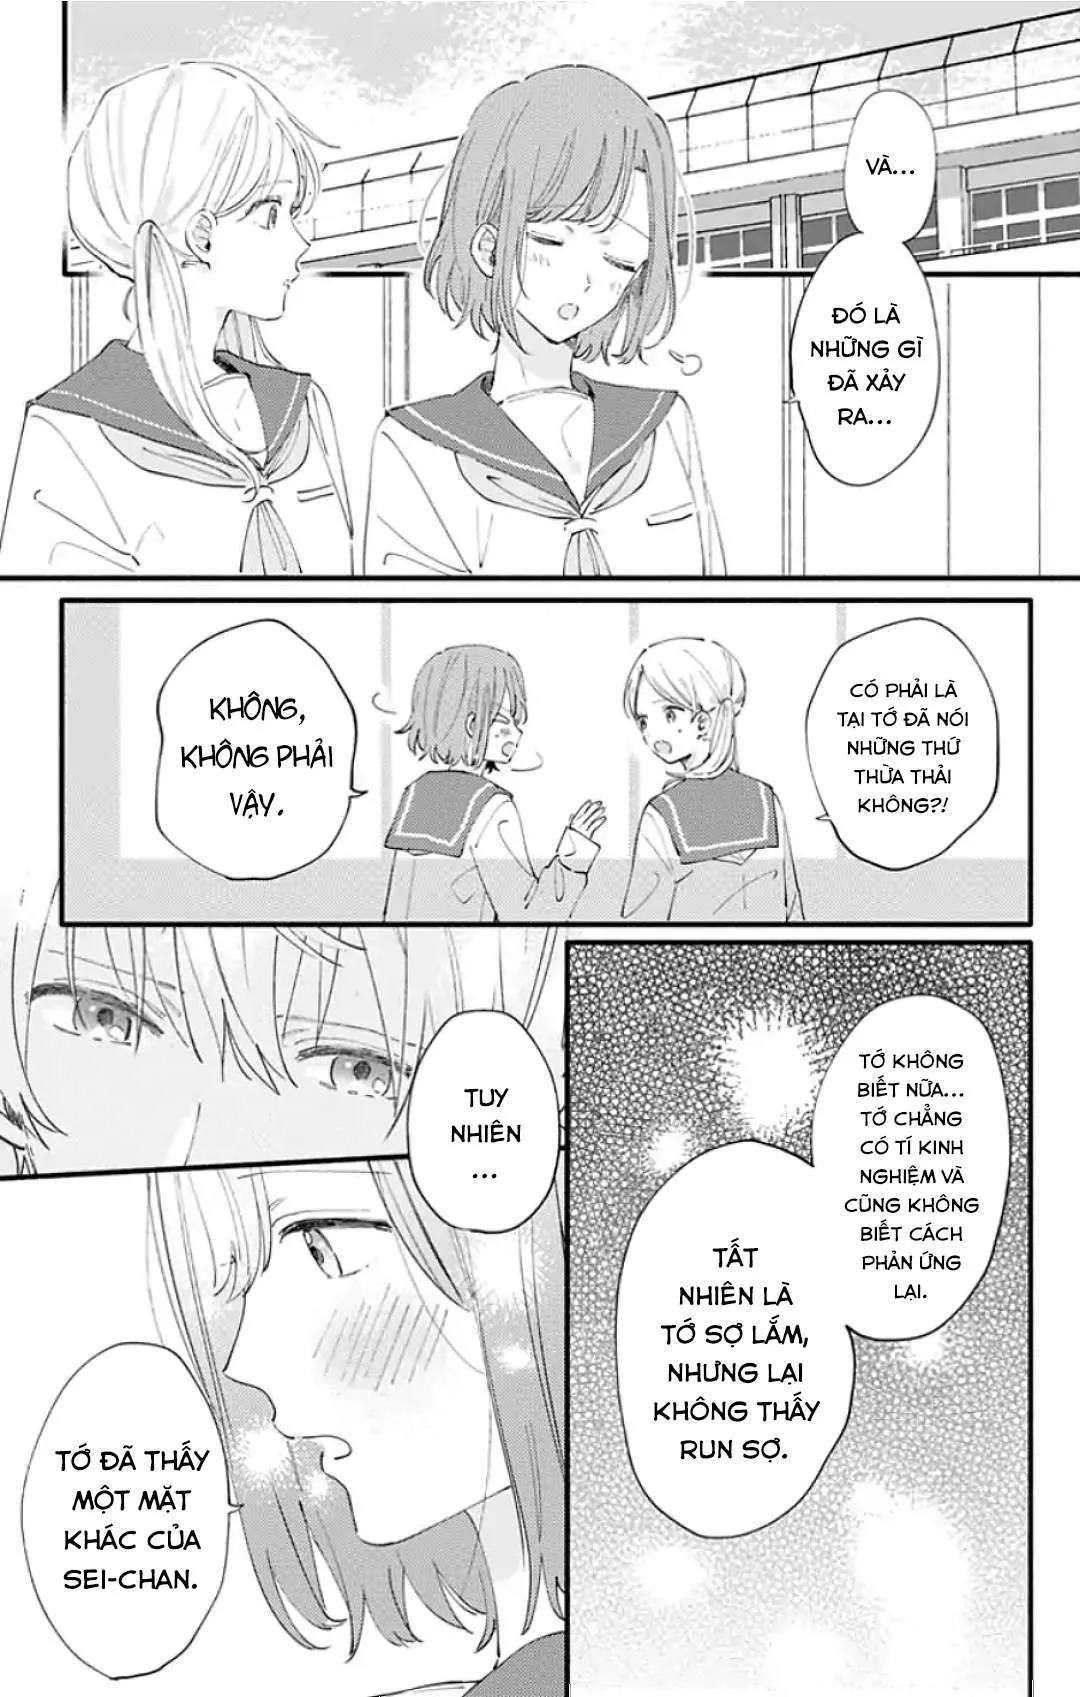 VÀ...
ĐÓ LÀ
NHỮNG GÌ
ĐÃ XẢY
RA...
CÓ PHẢI LÀ
TẠI TỚ ĐÃ NÓI
NHỮNG THỨ
THỪA THẢI
KHÔNG?!
KHÔNG,
KHÔNG PHẢI
VẬY.
TỚ KHÔNG
BIẾT NỮA...
TỚ CHẲNG
CÓ TÍ KINH
NGHIỆM VÀ
CŨNG KHÔNG
BIẾT CÁCH
PHẢN ỨNG
LẠI.
TẤT
NHIÊN LÀ
TỚ SỢ LẮM,
NHƯNG LẠI
KHÔNG THẤY
RUN SỢ.
TUY
NHIÊN
...
TỚ ĐÃ THẤY
MỘT MẶT
KHÁC CỦA
SEI-CHAN.